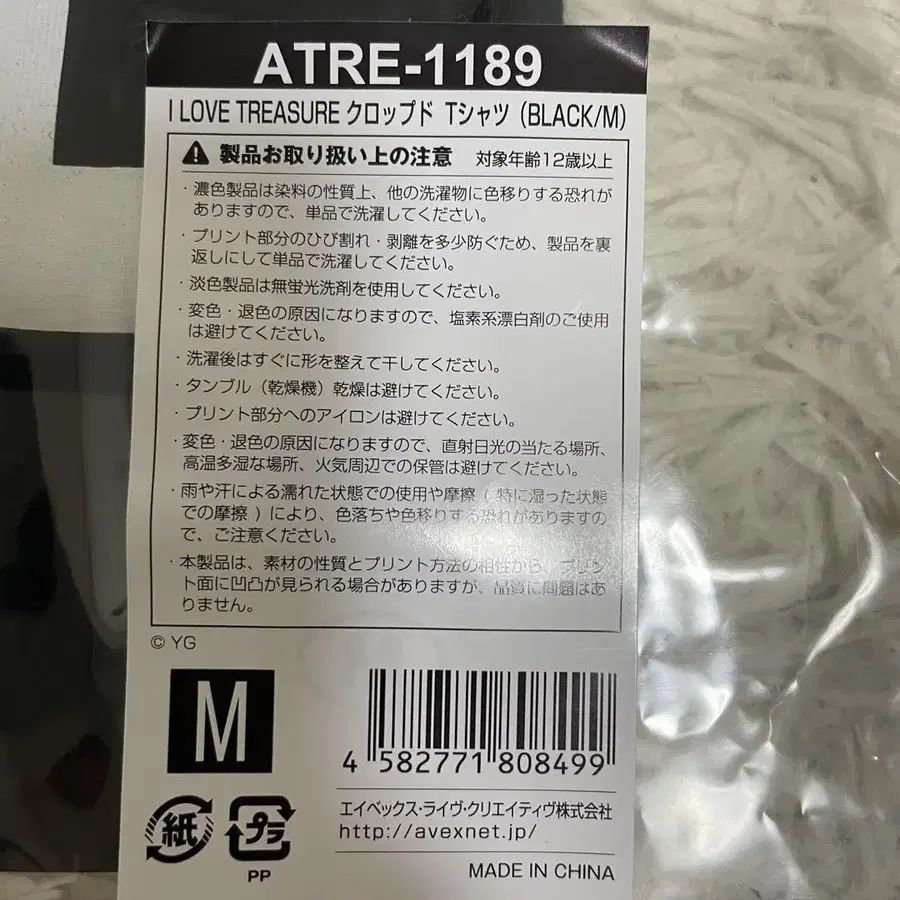 ATRE-1189
I LOVE TREASURE クロップド Tシャツ (BLACK/M)
製品お取り扱い上の注意 対象年齢12歳以上
・濃色製品は染料の性質上、他の洗濯物に色移りする恐れが
ありますので、単品で洗濯してください。
・プリント部分のひび割れ・剥離を多少防ぐため、製品を裏
返しにして単品で洗濯してください。
・淡色製品は無蛍光洗剤を使用してください。
・変色・退色の原因になりますので、塩素系漂白剤のご使用
は避けてください。
・洗濯後はすぐに形を整えて干してください。
・タンブル（乾燥機）乾燥は避けてください。
・プリント部分へのアイロンは避けてください。
・変色・退色の原因になりますので、直射日光の当たる場所、
高温多湿な場所、火気周辺での保管は避けてください。
・雨や汗による濡れた状態での使用や摩擦 ( 特に湿った状態
での摩擦 ) により、色落ちや色移りする恐れがありますの
で、ご注意ください。
・本製品は、素材の性質とプリント方法の相性から、プリン
ト面に凹凸が見られる場合がありますが、品質に問題はあ
りません。
© YG
M
4 582771 808499
エイベックス・ライヴ・クリエイティヴ株式会社
http://avexnet.jp/
紙
プラ
PP
MADE IN CHINA